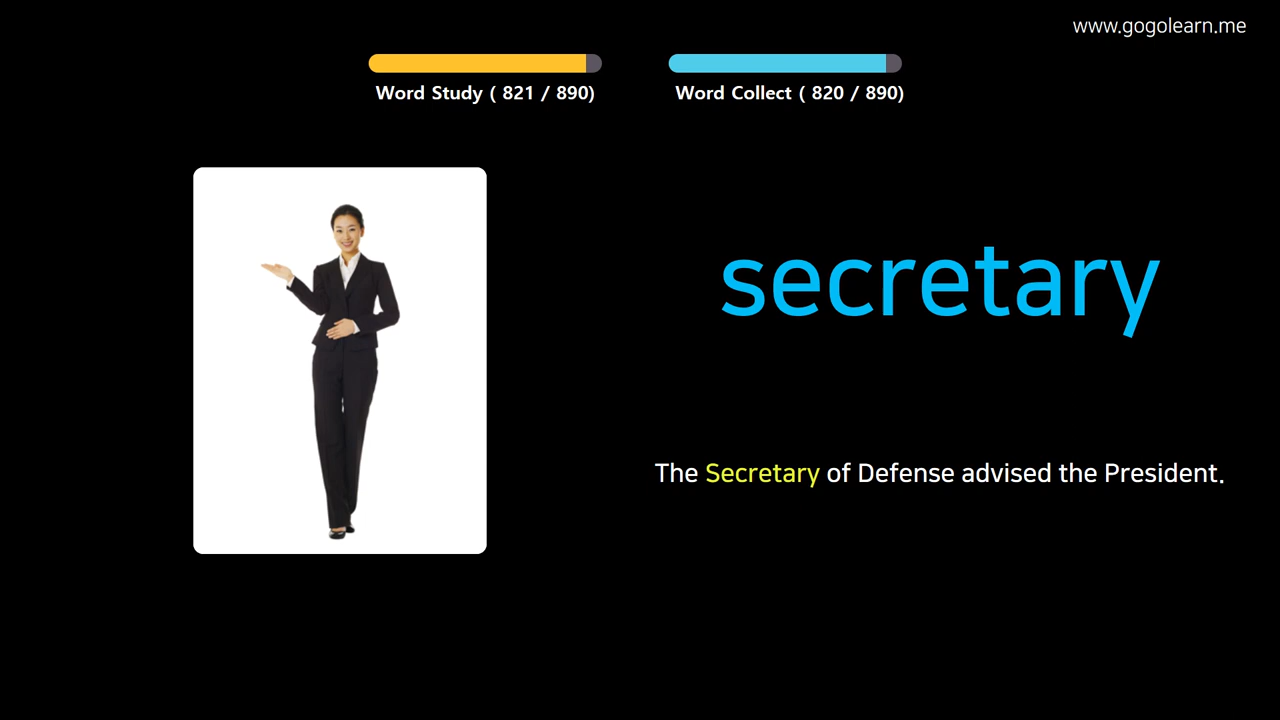 www.gogolearn.me
Word Study ( 821 / 890)
Word Collect ( 820 / 890)
secretary
The Secretary of Defense advised the President.